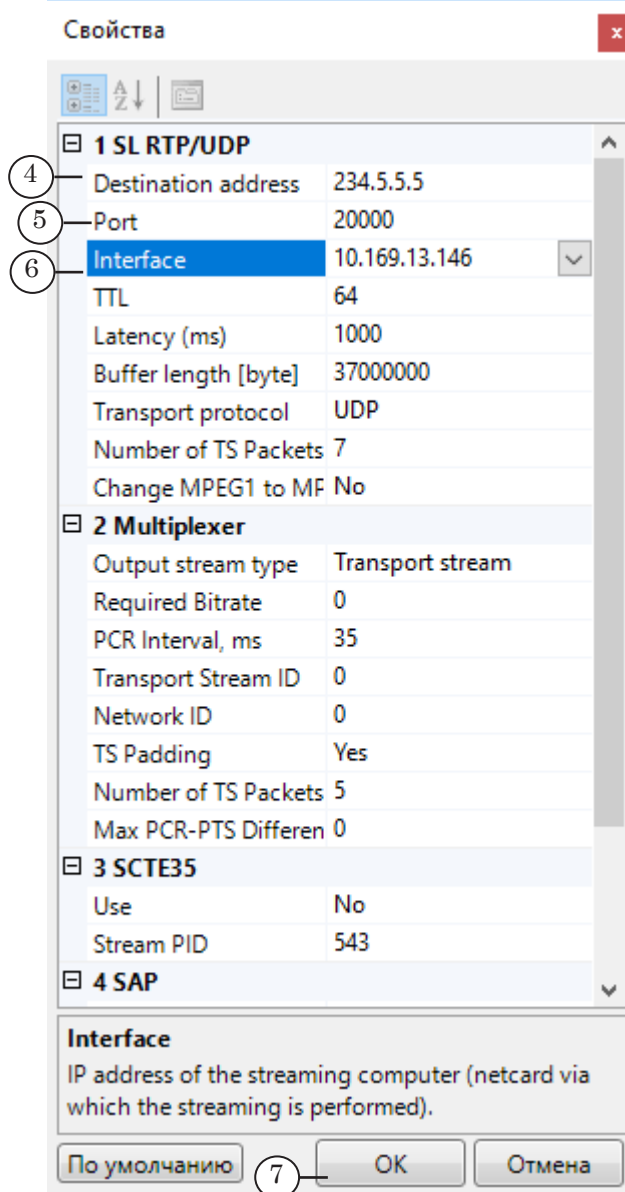 Свойства
1 SL RTP/UDP
4 Destination address 234.5.5.5
5 Port 20000
6 Interface 10.169.13.146
TTL 64
Latency (ms) 1000
Buffer length [byte] 37000000
Transport protocol UDP
Number of TS Packets 7
Change MPEG1 to MP No
2 Multiplexer
Output stream type Transport stream
Required Bitrate 0
PCR Interval, ms 35
Transport Stream ID 0
Network ID 0
TS Padding Yes
Number of TS Packets 5
Max PCR-PTS Differen 0
3 SCTE35
Use No
Stream PID 543
4 SAP
Interface
IP address of the streaming computer (netcard via
which the streaming is performed).
По умолчанию 7 OK Отмена